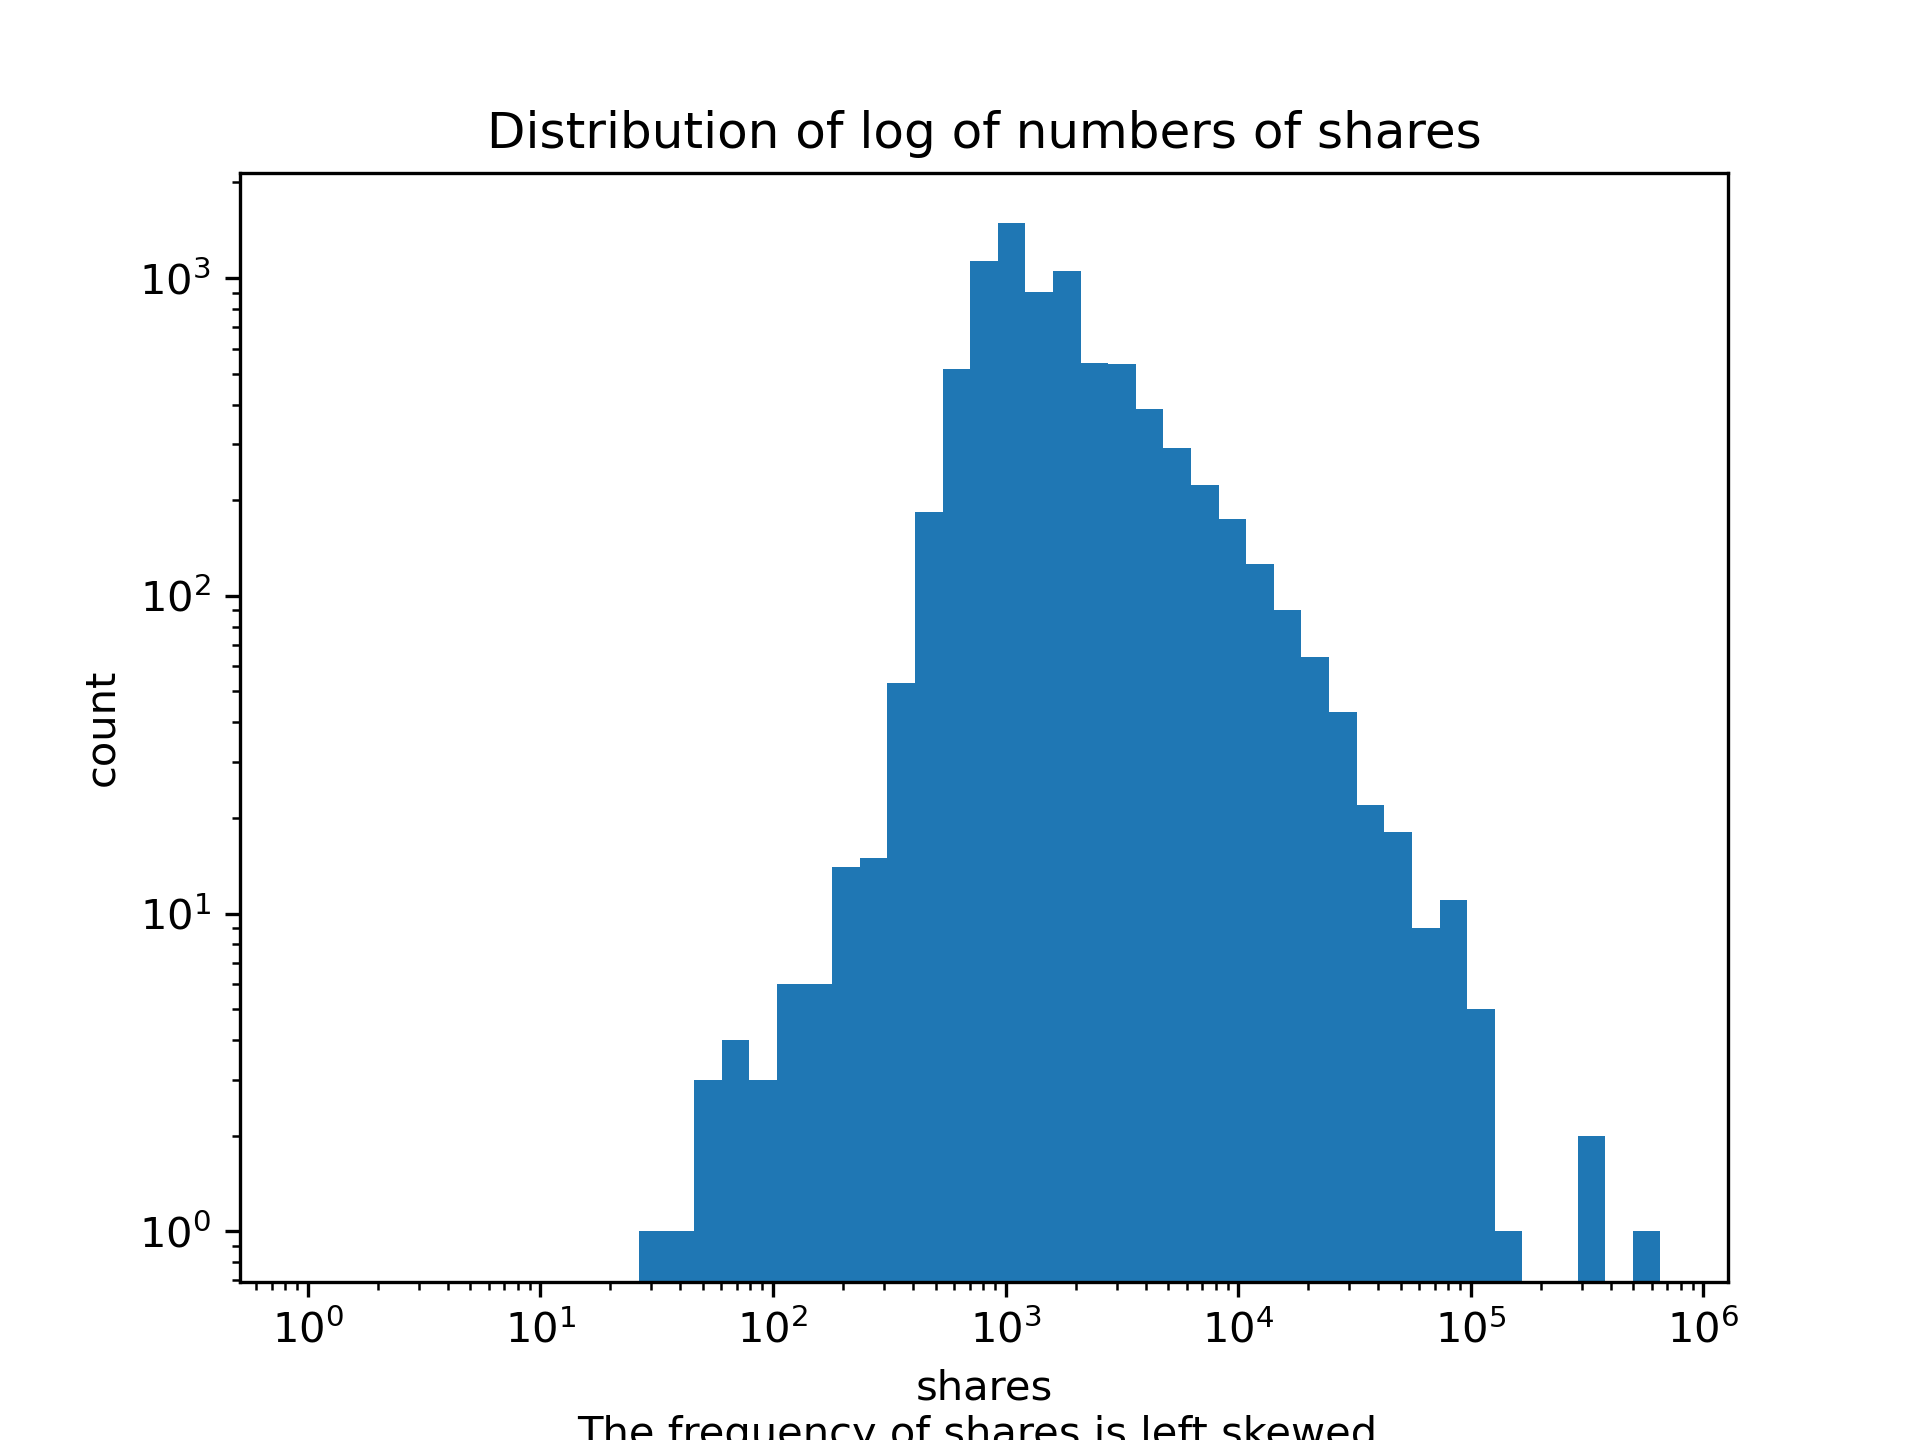 Distribution of log of numbers of shares
10³
10²
10¹
10⁰
count
10⁰ 10¹ 10² 10³ 10⁴ 10⁵ 10⁶
shares
The frequency of shares is left skewed